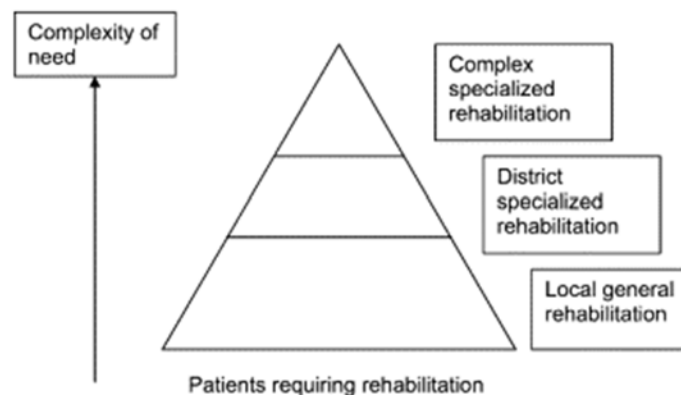 Complexity of
need
Complex
specialized
rehabilitation
District
specialized
rehabilitation
Local general
rehabilitation
Patients requiring rehabilitation